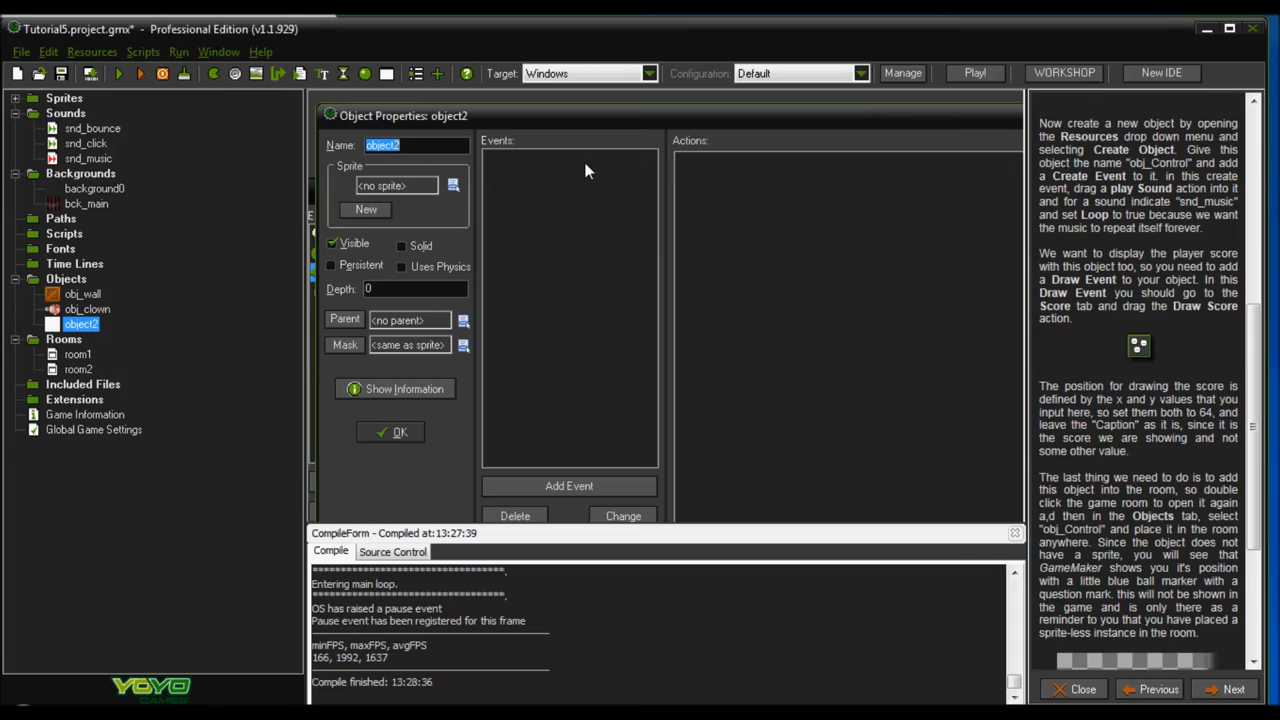 Tutorial5.project.gmx* - Professional Edition (v1.1.929)
File Edit Resources Scripts Run Window Help
Target: Windows Configuration: Default Manage Play! WORKSHOP New IDE
Sprites
Sounds
snd_bounce
snd_click
snd_music
Backgrounds
background0
bck_main
Paths
Scripts
Fonts
Time Lines
Objects
obj_wall
obj_clown
object2
Rooms
room1
room2
Included Files
Extensions
Game Information
Global Game Settings
YOYO
GAMES
Object Properties: object2
Name: object2
Sprite
<no sprite>
New
Visible Solid
Persistent Uses Physics
Depth: 0
Parent <no parent>
Mask <same as sprite>
Show Information
OK
Events:
Add Event
Delete Change
Actions:
CompileForm - Compiled at:13:27:39
Compile Source Control
***********************************.
Entering main loop.
***********************************.
OS has raised a pause event
Pause event has been registered for this frame
minFPS, maxFPS, avgFPS
166, 1992, 1637
Compile finished: 13:28:36
Now create a new object by opening
the Resources drop down menu and
selecting Create Object. Give this
object the name "obj_Control" and add
a Create Event to it. in this create
event, drag a play Sound action into it
and for a sound indicate "snd_music"
and set Loop to true because we want
the music to repeat itself forever.
We want to display the player score
with this object too, so you need to add
a Draw Event to your object. In this
Draw Event you should go to the
Score tab and drag the Draw Score
action.
The position for drawing the score is
defined by the x and y values that you
input here, so set them both to 64, and
leave the "Caption" as it is, since it is
the score we are showing and not
some other value.
The last thing we need to do is to add
this object into the room, so double
click the game room to open it again
a,d then in the Objects tab, select
"obj_Control" and place it in the room
anywhere. Since the object does not
have a sprite, you will see that
GameMaker shows you it's position
with a little blue ball marker with a
question mark. this will not be shown in
the game and is only there as a
reminder to you that you have placed a
sprite-less instance in the room.
Close Previous Next